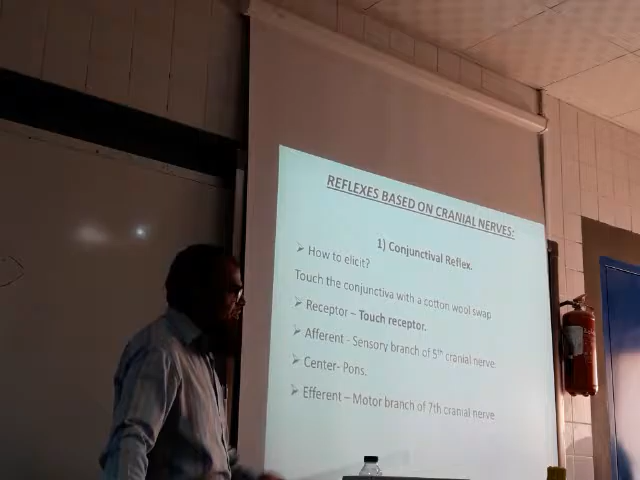 REFLEXES BASED ON CRANIAL NERVES:
1) Conjunctival Reflex.
➢ How to elicit?
Touch the conjunctiva with a cotton wool swap
➢ Receptor – Touch receptor.
➢ Afferent - Sensory branch of 5th cranial nerve.
➢ Center- Pons.
➢ Efferent – Motor branch of 7th cranial nerve